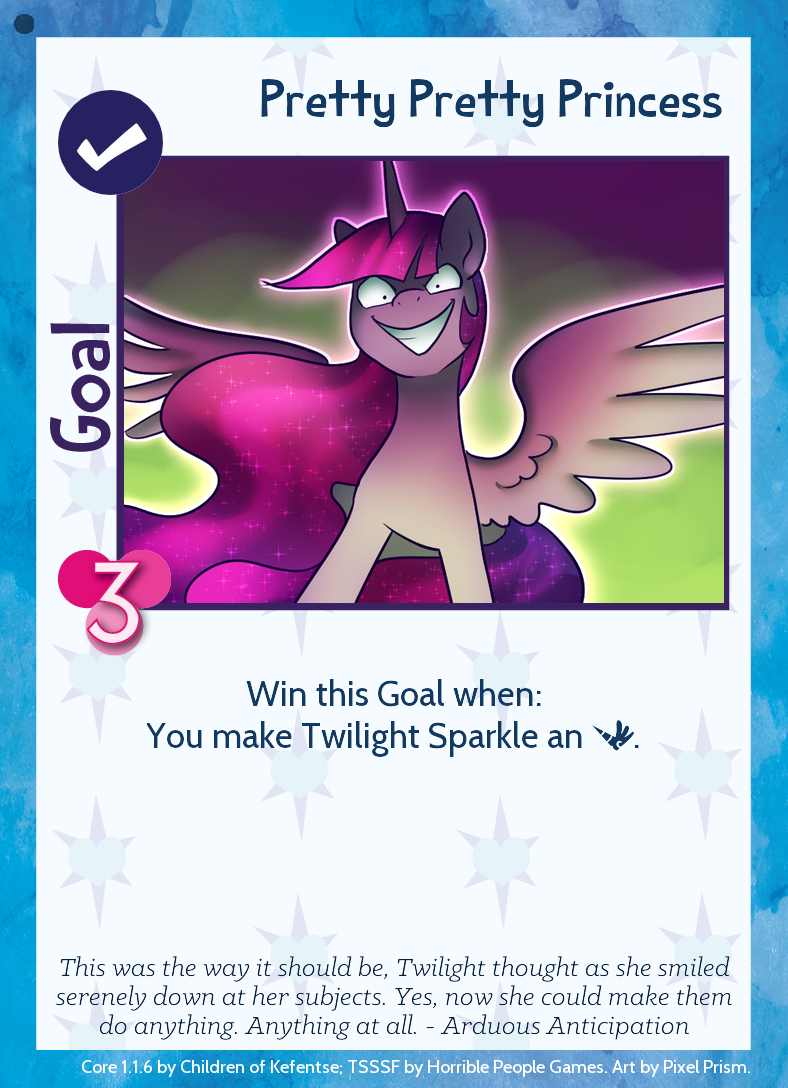 Pretty Pretty Princess
Goal
3
Win this Goal when:
You make Twilight Sparkle an .
This was the way it should be, Twilight thought as she smiled
serenely down at her subjects. Yes, now she could make them
do anything. Anything at all. - Arduous Anticipation
Core 1.1.6 by Children of Kefentse; TSSSF by Horrible People Games. Art by Pixel Prism.